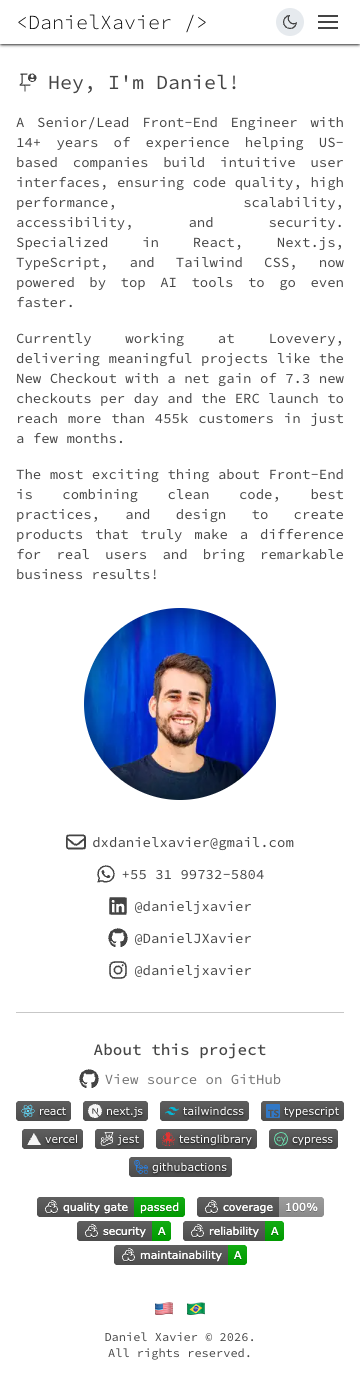 <DanielXavier />
Hey, I'm Daniel!
A Senior/Lead Front-End Engineer with
14+ years of experience helping US-
based companies build intuitive user
interfaces, ensuring code quality, high
performance, scalability,
accessibility, and security.
Specialized in React, Next.js,
TypeScript, and Tailwind CSS, now
powered by top AI tools to go even
faster.
Currently working at Lovevery,
delivering meaningful projects like the
New Checkout with a net gain of 7.3 new
checkouts per day and the ERC launch to
reach more than 455k customers in just
a few months.
The most exciting thing about Front-End
is combining clean code, best
practices, and design to create
products that truly make a difference
for real users and bring remarkable
business results!
dxdanielxavier@gmail.com
+55 31 99732-5804
@danieljxavier
@DanielJXavier
@danieljxavier
About this project
View source on GitHub
react next.js tailwindcss typescript
vercel jest testinglibrary cypress
githubactions
quality gate passed coverage 100%
security A reliability A
maintainability A
Daniel Xavier © 2026.
All rights reserved.